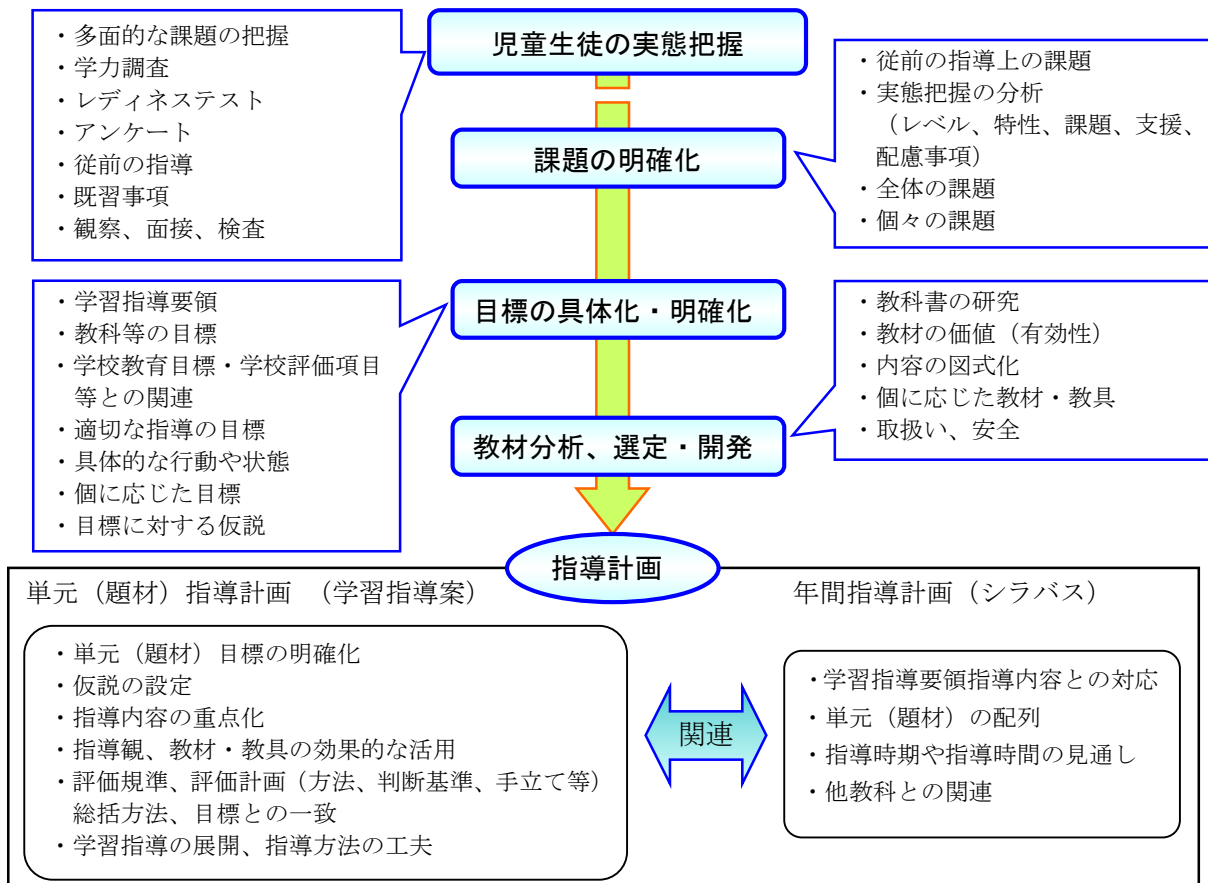 児童生徒の実態把握
・多面的な課題の把握
・学力調査
・レディネステスト
・アンケート
・従前の指導
・既習事項
・観察、面接、検査
課題の明確化
・従前の指導上の課題
・実態把握の分析
（レベル、特性、課題、支援、
配慮事項）
・全体の課題
・個々の課題
目標の具体化・明確化
・学習指導要領
・教科等の目標
・学校教育目標・学校評価項目
等との関連
・適切な指導の目標
・具体的な行動や状態
・個に応じた目標
・目標に対する仮説
教材分析、選定・開発
・教科書の研究
・教材の価値（有効性）
・内容の図式化
・個に応じた教材・教具
・取扱い、安全
指導計画
単元（題材）指導計画　（学習指導案）
・単元（題材）目標の明確化
・仮説の設定
・指導内容の重点化
・指導観、教材・教具の効果的な活用
・評価規準、評価計画（方法、判断基準、手立て等）
総括方法、目標との一致
・学習指導の展開、指導方法の工夫
関連
年間指導計画（シラバス）
・学習指導要領指導内容との対応
・単元（題材）の配列
・指導時期や指導時間の見通し
・他教科との関連